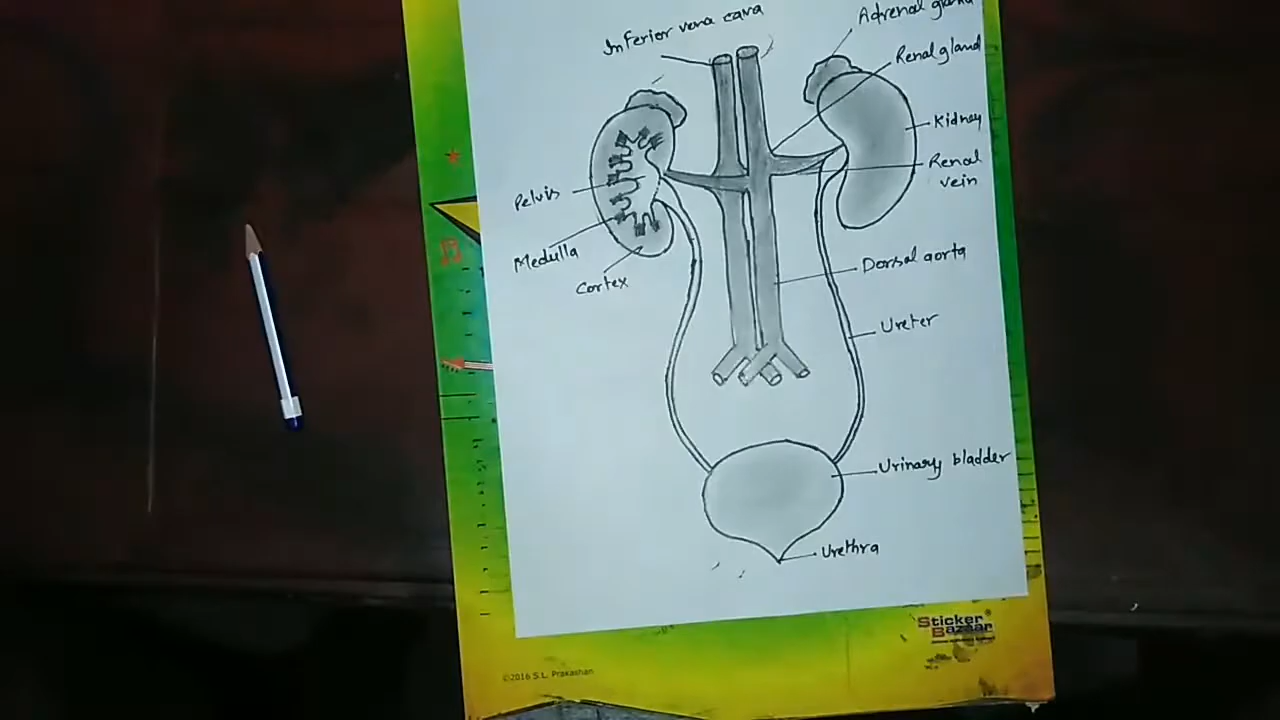 Inferior vena cava
Adrenal gland
Renal gland
Kidney
Renal
vein
Pelvis
Medulla
Cortex
Dorsal aorta
Ureter
Urinary bladder
Urethra
Sticker
Bazaar
©2016 S.L. Prakashan